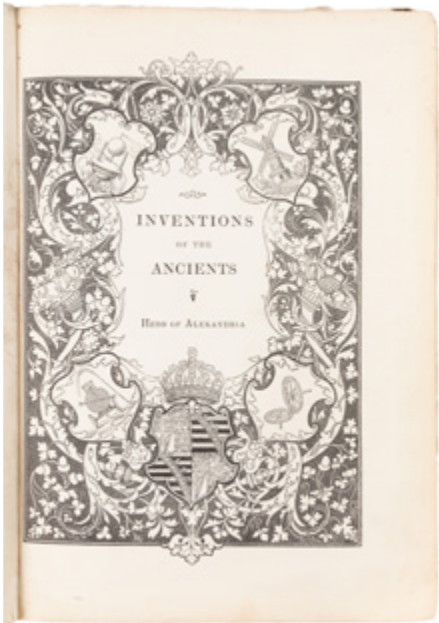 INVENTIONS
OF THE
ANCIENTS
HERO OF ALEXANDRIA